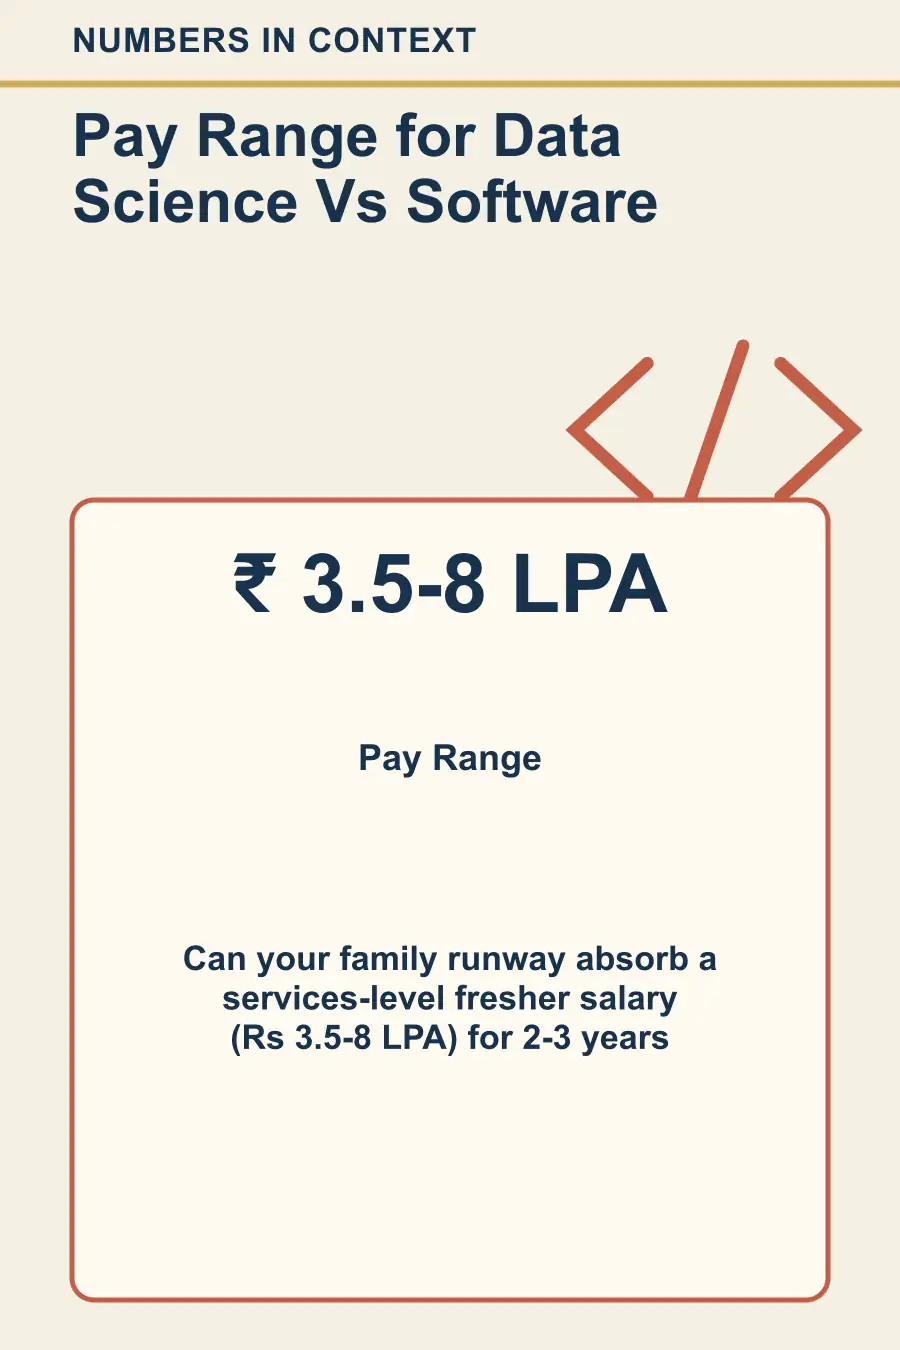 NUMBERS IN CONTEXT
Pay Range for Data
Science Vs Software
₹ 3.5-8 LPA
Pay Range
Can your family runway absorb a
services-level fresher salary
(Rs 3.5-8 LPA) for 2-3 years